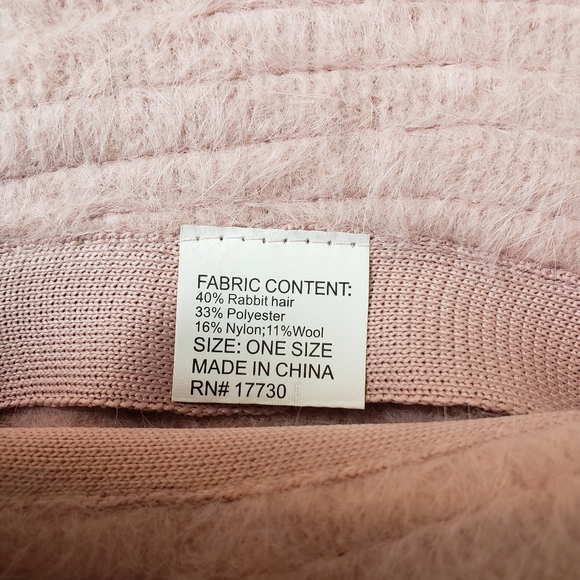 FABRIC CONTENT:
40% Rabbit hair
33% Polyester
16% Nylon;11%Wool
SIZE: ONE SIZE
MADE IN CHINA
RN# 17730